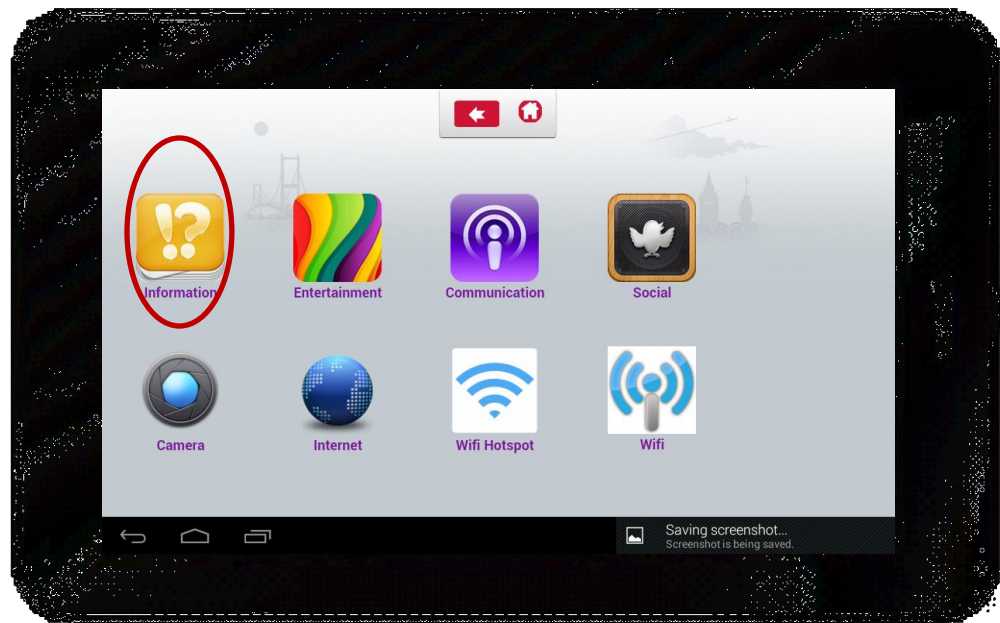 !?
Information
Entertainment
Communication
Social
Camera
Internet
Wifi Hotspot
Wifi
Saving screenshot...
Screenshot is being saved.